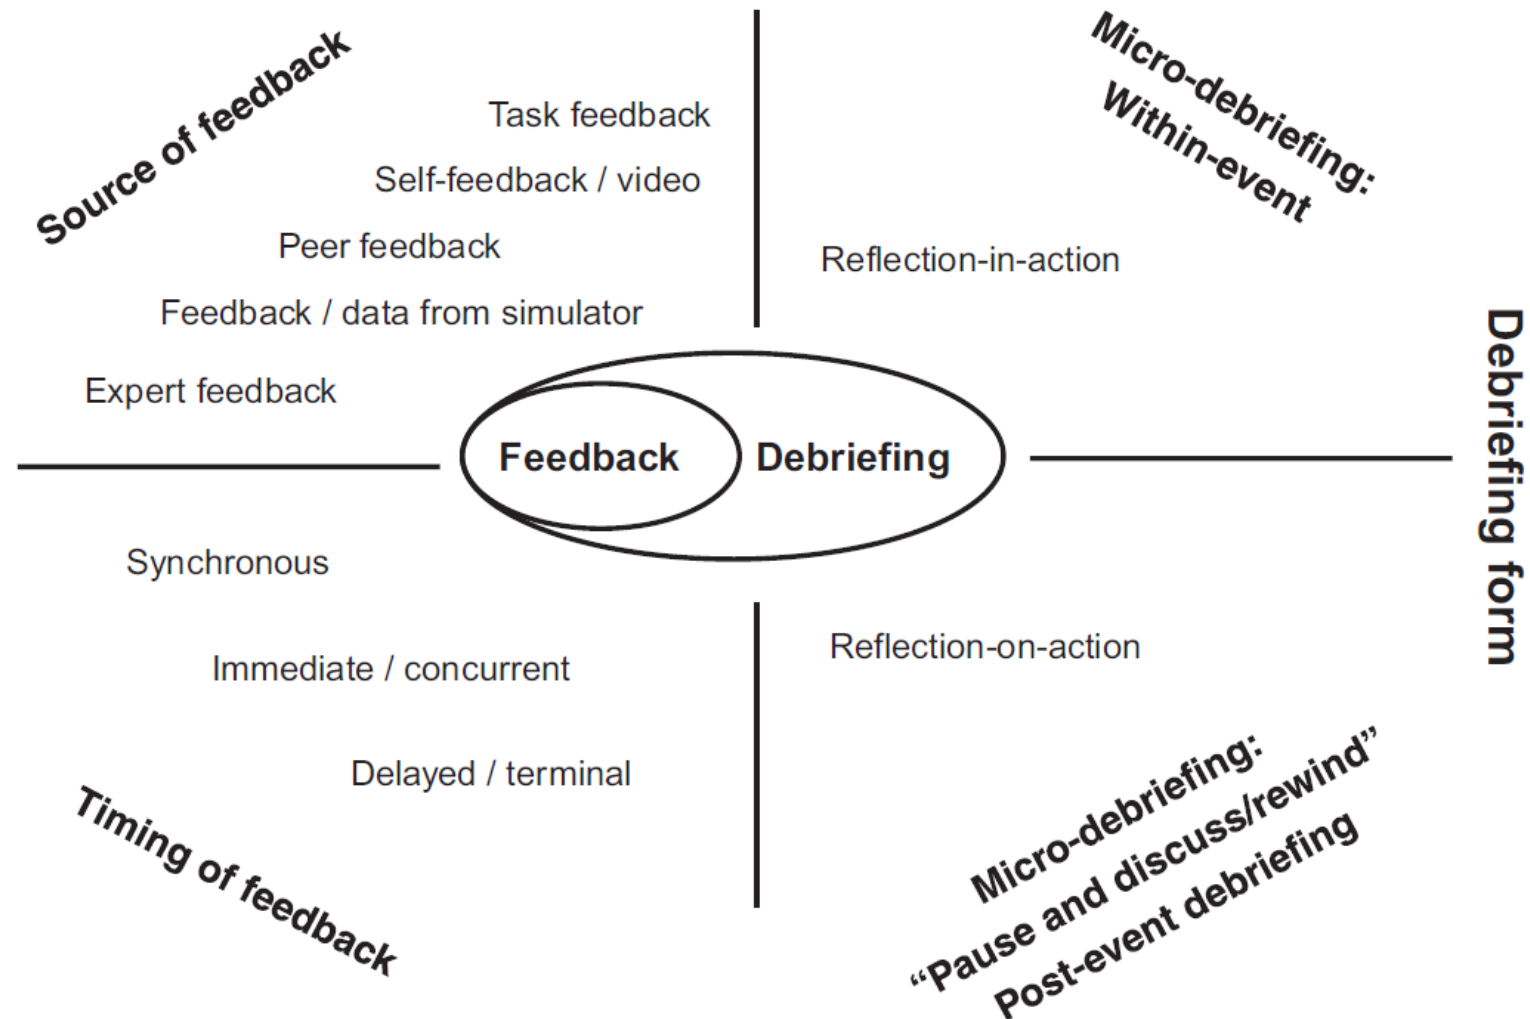 Source of feedback
Task feedback
Self-feedback / video
Peer feedback
Feedback / data from simulator
Expert feedback
Micro-debriefing:
Within-event
Reflection-in-action
Debriefing form
Feedback
Debriefing
Synchronous
Immediate / concurrent
Delayed / terminal
Timing of feedback
Reflection-on-action
Micro-debriefing:
“Pause and discuss/rewind”
Post-event debriefing